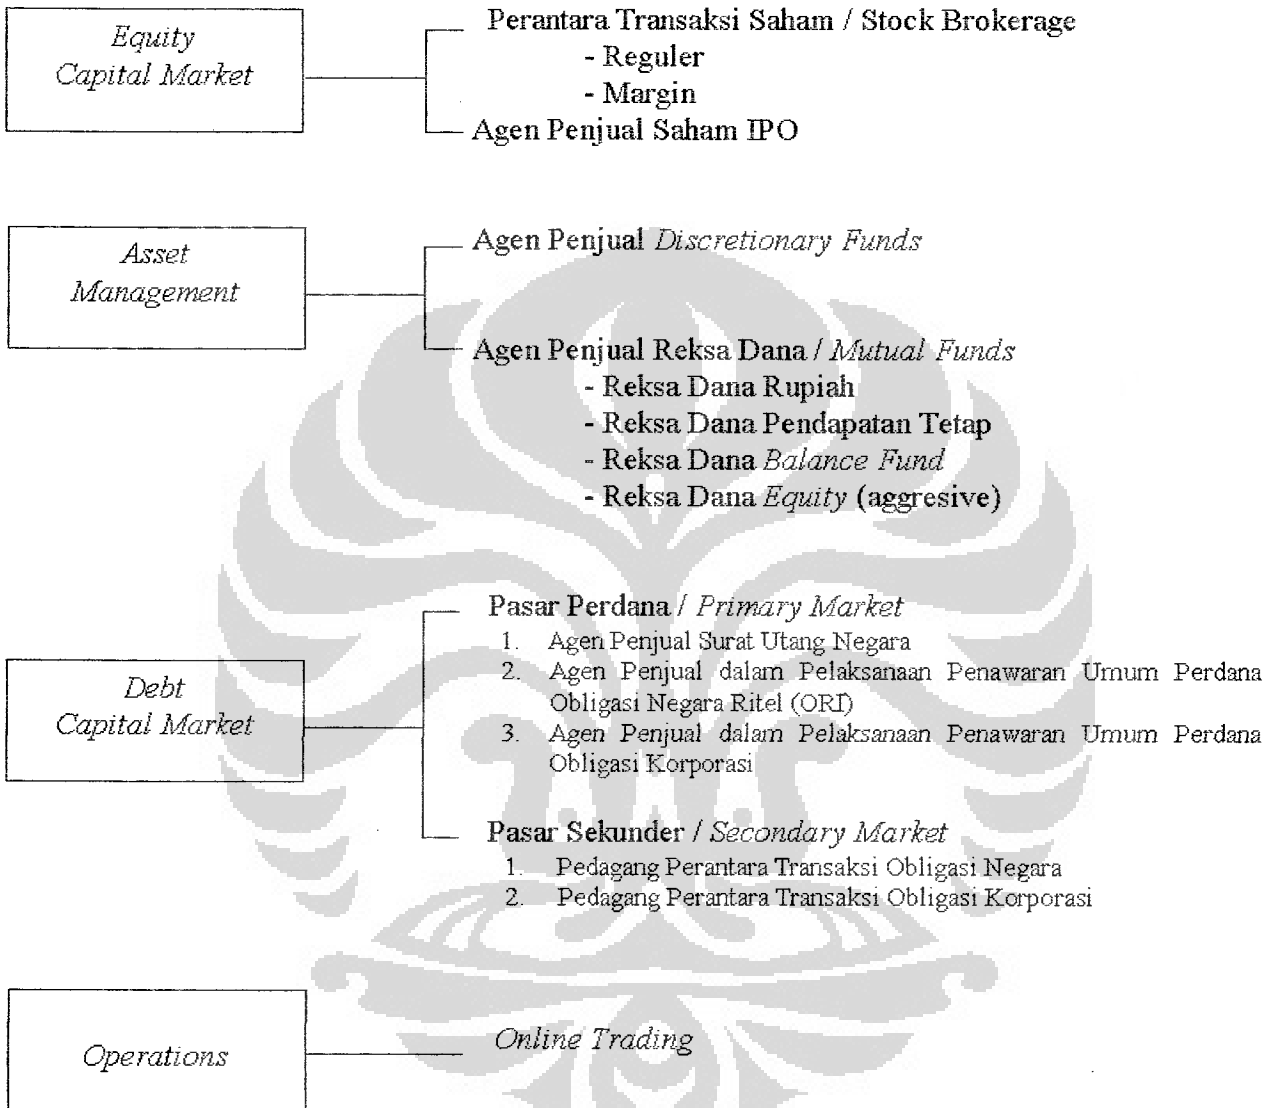 Equity
Capital Market
Perantara Transaksi Saham / Stock Brokerage
- Reguler
- Margin
Agen Penjual Saham IPO
Asset
Management
Agen Penjual Discretionary Funds
Agen Penjual Reksa Dana / Mutual Funds
- Reksa Dana Rupiah
- Reksa Dana Pendapatan Tetap
- Reksa Dana Balance Fund
- Reksa Dana Equity (aggresive)
Debt
Capital Market
Pasar Perdana / Primary Market
1. Agen Penjual Surat Utang Negara
2. Agen Penjual dalam Pelaksanaan Penawaran Umum Perdana
Obligasi Negara Ritel (ORI)
3. Agen Penjual dalam Pelaksanaan Penawaran Umum Perdana
Obligasi Korporasi
Pasar Sekunder / Secondary Market
1. Pedagang Perantara Transaksi Obligasi Negara
2. Pedagang Perantara Transaksi Obligasi Korporasi
Operations
Online Trading